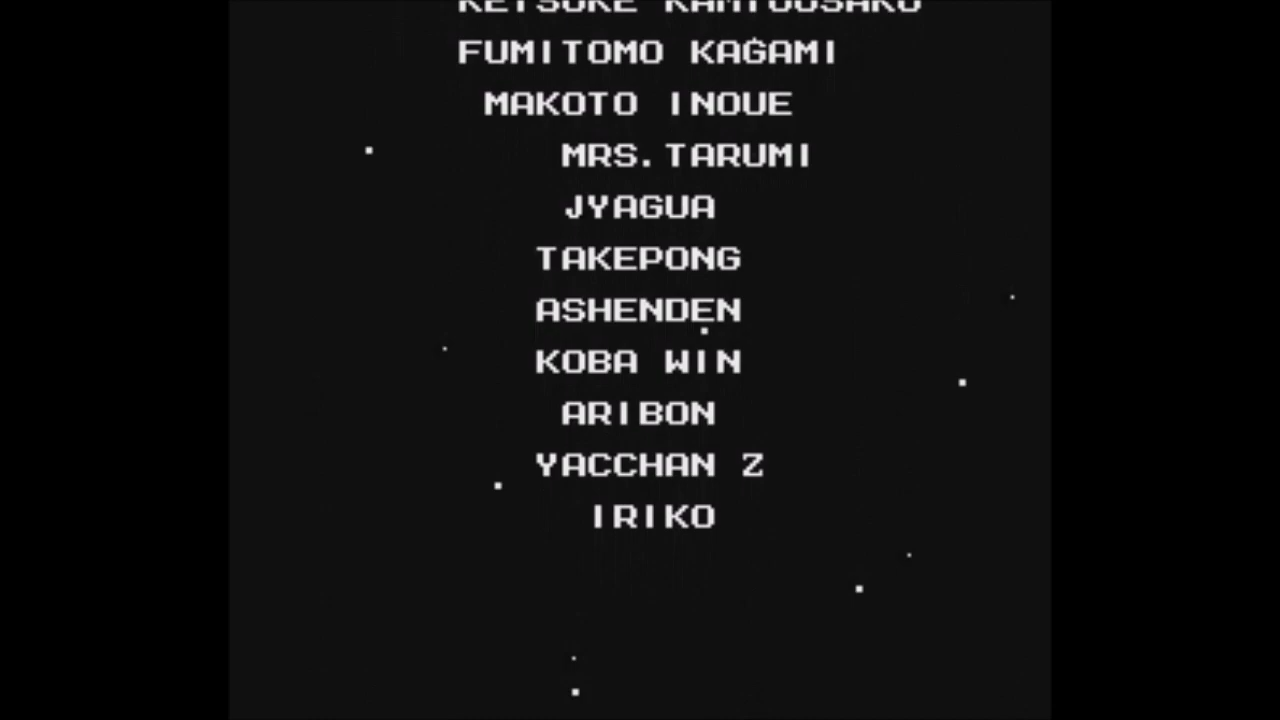 FUMITOMO KAGAMI
MAKOTO INOUE
MRS.TARUMI
JYAGUA
TAKEPONG
ASHENDEN
KOBA WIN
ARIBON
YACCHAN Z
IRIKO